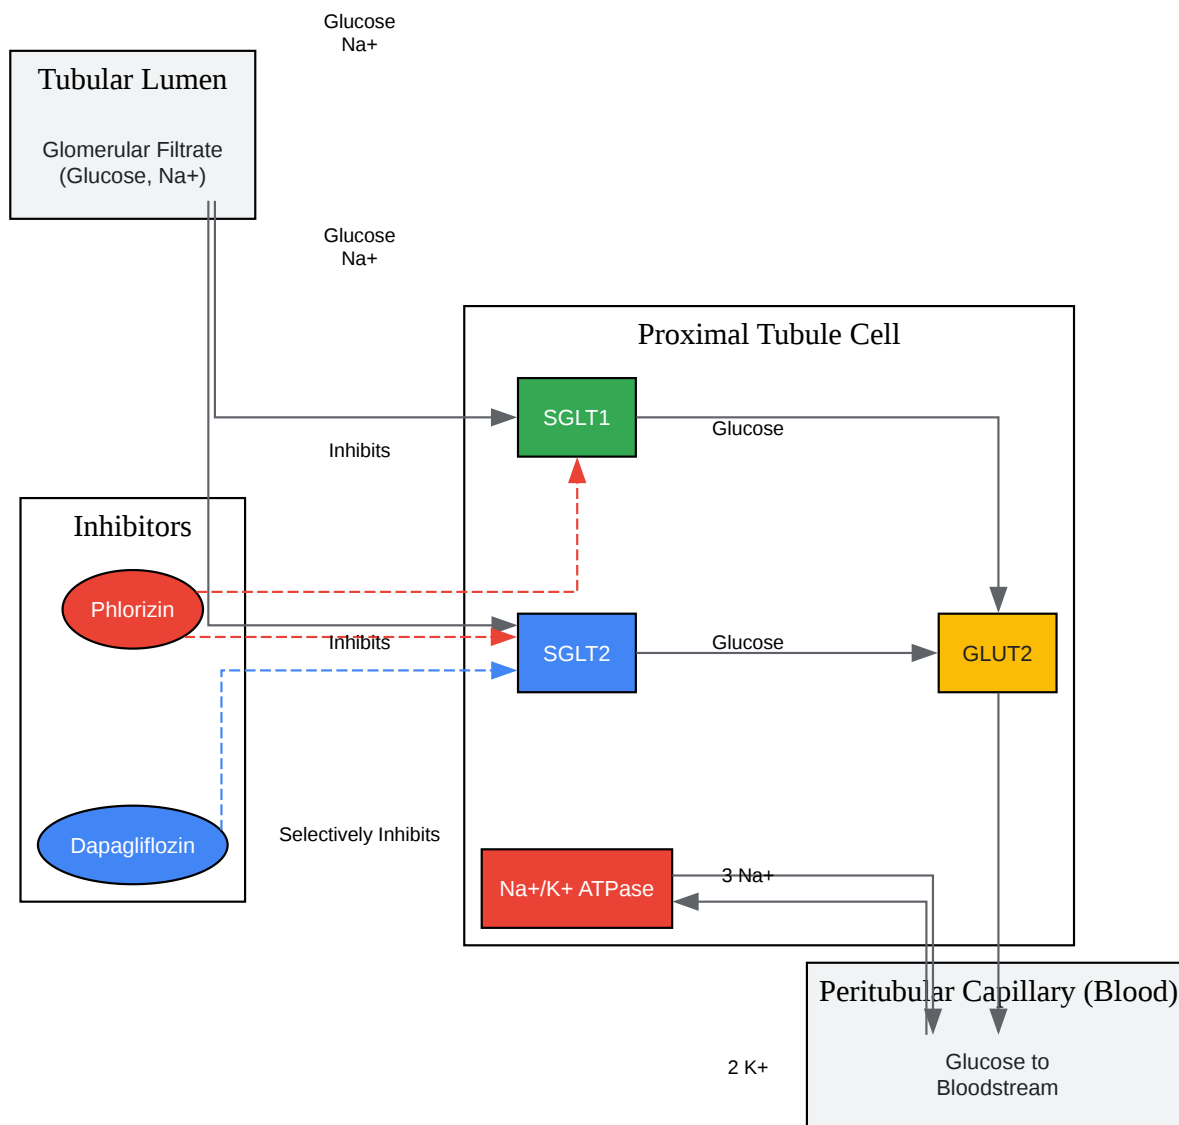 Glucose
Na+
Tubular Lumen
Glomerular Filtrate
(Glucose, Na+)
Glucose
Na+
Proximal Tubule Cell
SGLT1
Glucose
Inhibits
Inhibitors
Phlorizin
Inhibits
SGLT2
Glucose
GLUT2
Dapagliflozin
Selectively Inhibits
Na+/K+ ATPase
3 Na+
Peritubular Capillary (Blood)
2 K+
Glucose to
Bloodstream